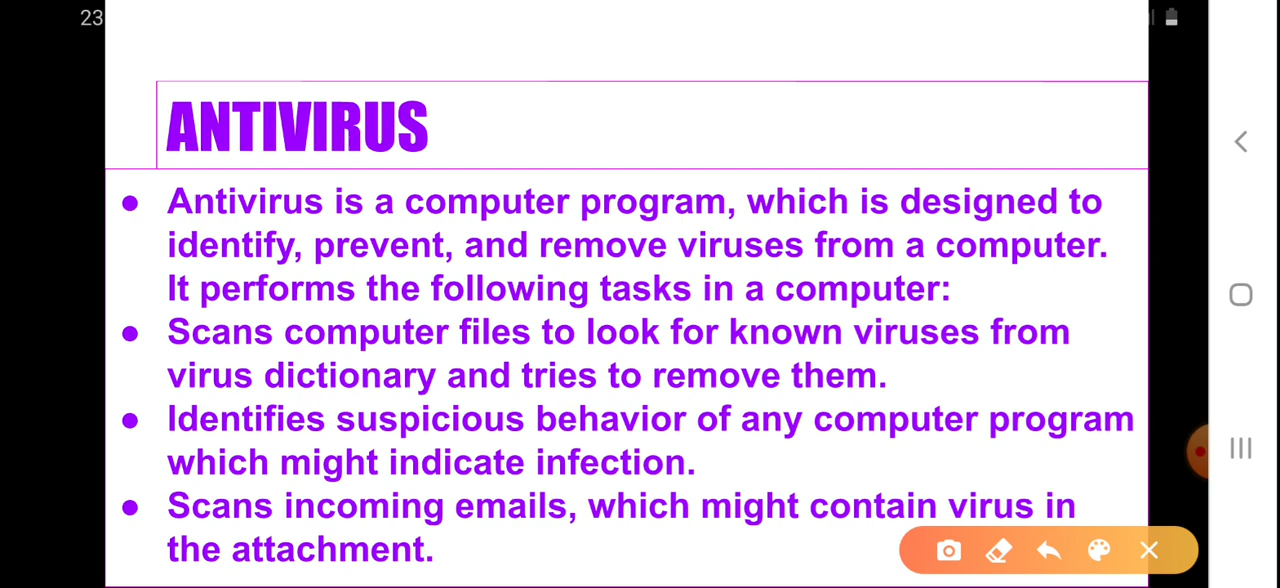 23
ANTIVIRUS
● Antivirus is a computer program, which is designed to
identify, prevent, and remove viruses from a computer.
It performs the following tasks in a computer:
● Scans computer files to look for known viruses from
virus dictionary and tries to remove them.
● Identifies suspicious behavior of any computer program
which might indicate infection.
● Scans incoming emails, which might contain virus in
the attachment.